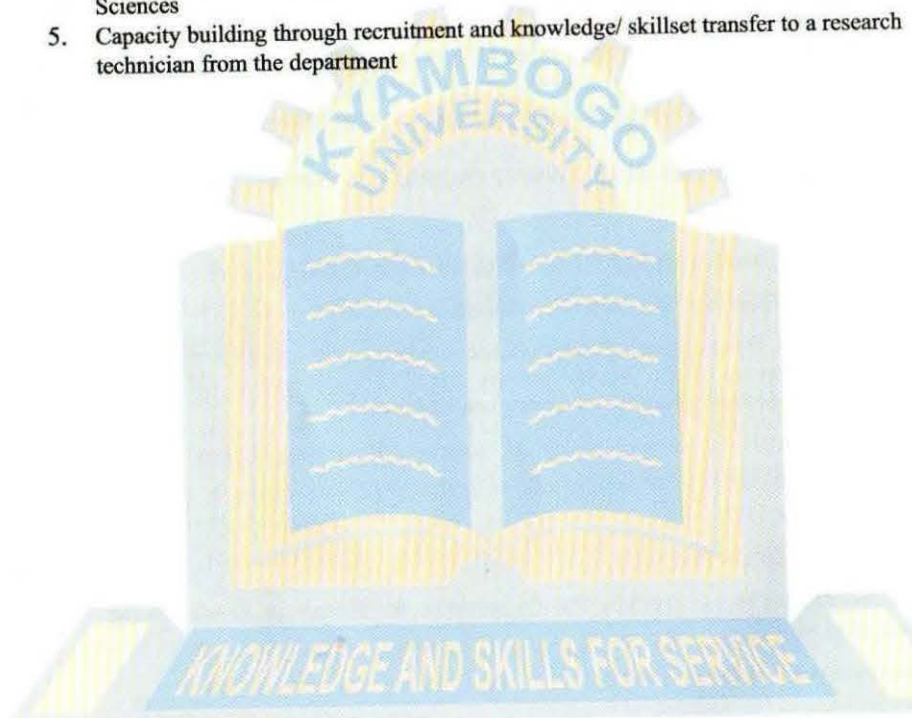 Sciences
5. Capacity building through recruitment and knowledge/ skillset transfer to a research
technician from the department
KYAMBOGO
UNIVERSITY
KNOWLEDGE AND SKILLS FOR SERVICE